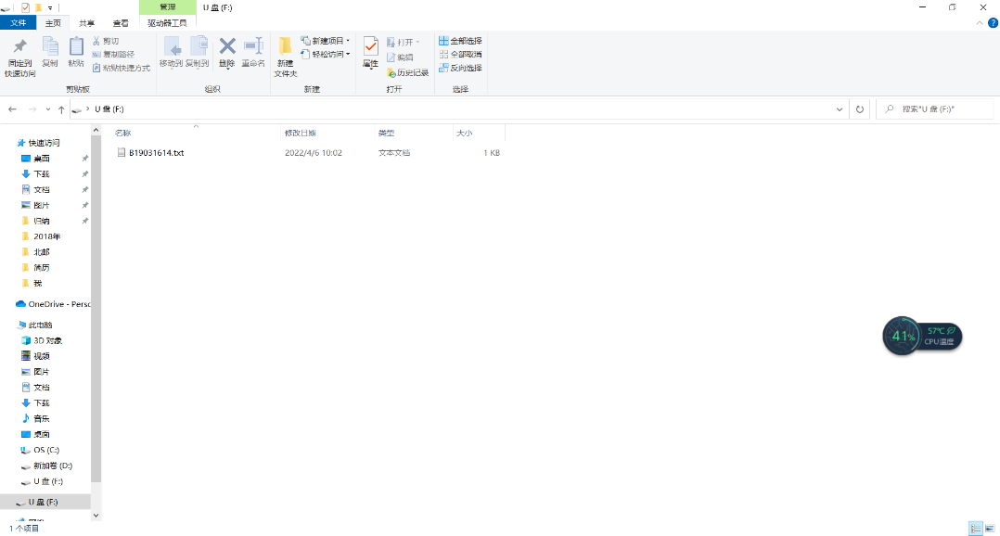 管理
U 盘 (F:)
文件
主页
共享
查看
驱动器工具
固定到
快速访问
复制
粘贴
剪切
复制路径
粘贴快捷方式
剪贴板
移动到
复制到
删除
重命名
组织
新建
文件夹
新建项目
轻松访问
新建
属性
打开
编辑
历史记录
打开
全部选择
全部取消
反向选择
选择
U 盘 (F:)
搜索"U 盘 (F:)"
名称
修改日期
类型
大小
B19031614.txt
2022/4/6 10:02
文本文档
1 KB
快速访问
桌面
下载
文档
图片
归纳
2018年
北邮
简历
我
OneDrive - Perso
此电脑
3D 对象
视频
图片
文档
下载
音乐
桌面
OS (C:)
新加卷 (D:)
U 盘 (F:)
U 盘 (F:)
1 个项目
41%
57℃
CPU温度